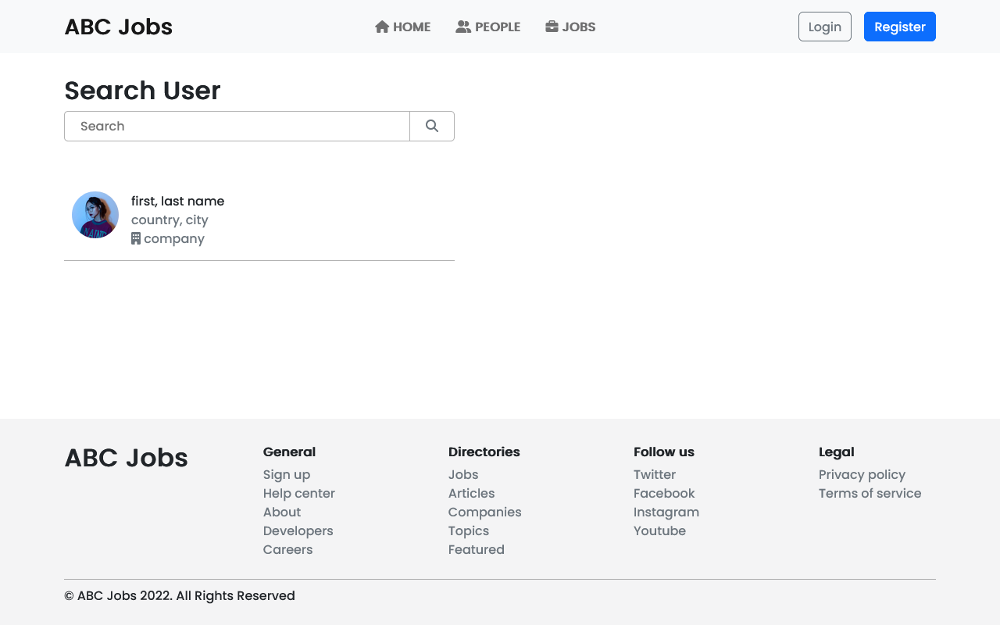 ABC Jobs
HOME
PEOPLE
JOBS
Login
Register
Search User
Search
first, last name
country, city
company
ABC Jobs
General
Sign up
Help center
About
Developers
Careers
Directories
Jobs
Articles
Companies
Topics
Featured
Follow us
Twitter
Facebook
Instagram
Youtube
Legal
Privacy policy
Terms of service
© ABC Jobs 2022. All Rights Reserved